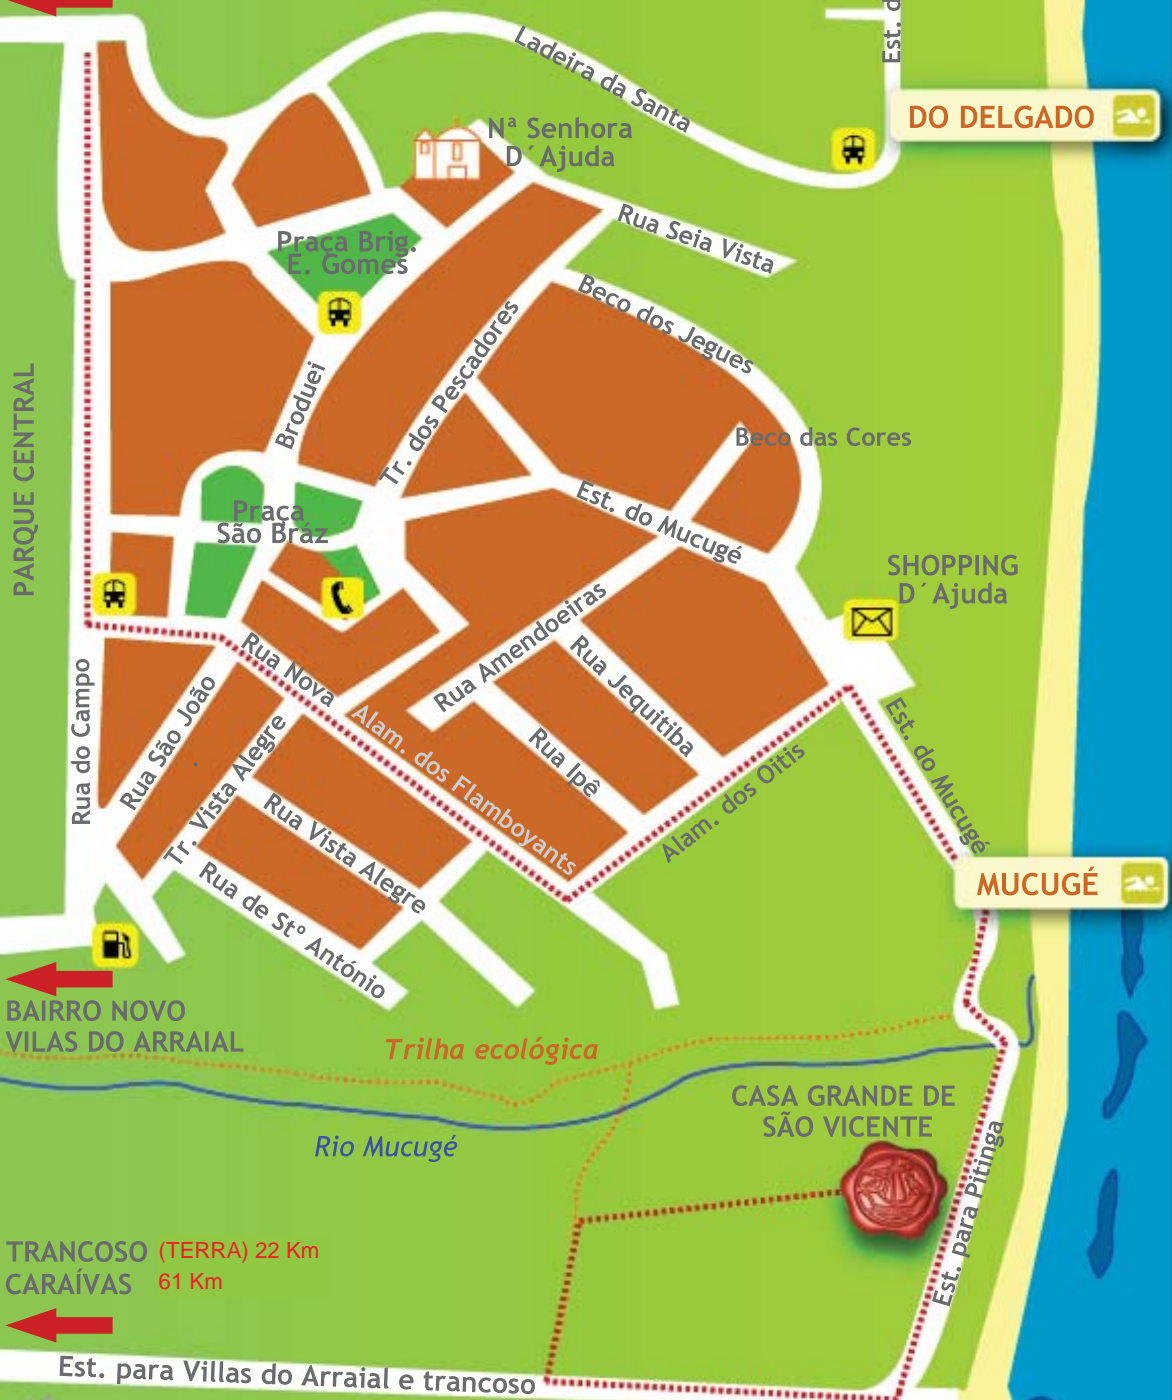 Est. d
Ladeira da Santa
DO DELGADO
Nª Senhora
D´Ajuda
Rua Seia Vista
Praça Brig.
E. Gomes
Beco dos Jegues
Tr. dos Pescadores
Broduei
PARQUE CENTRAL
Beco das Cores
Est. do Mucugé
Praça
São Bráz
SHOPPING
D´Ajuda
Rua Amendoeiras
Rua Nova
Rua Jequitiba
Rua do Campo
Rua São João
Tr. Vista Alegre
Alam. dos Flamboyants
Rua Ipê
Alam. dos Oitis
Est. do Mucugé
Rua Vista Alegre
Rua de Stº António
MUCUGÉ
BAIRRO NOVO
VILAS DO ARRAIAL
Trilha ecológica
Rio Mucugé
CASA GRANDE DE
SÃO VICENTE
Est. para Pitinga
TRANCOSO (TERRA) 22 Km
CARAÍVAS 61 Km
Est. para Villas do Arraial e trancoso